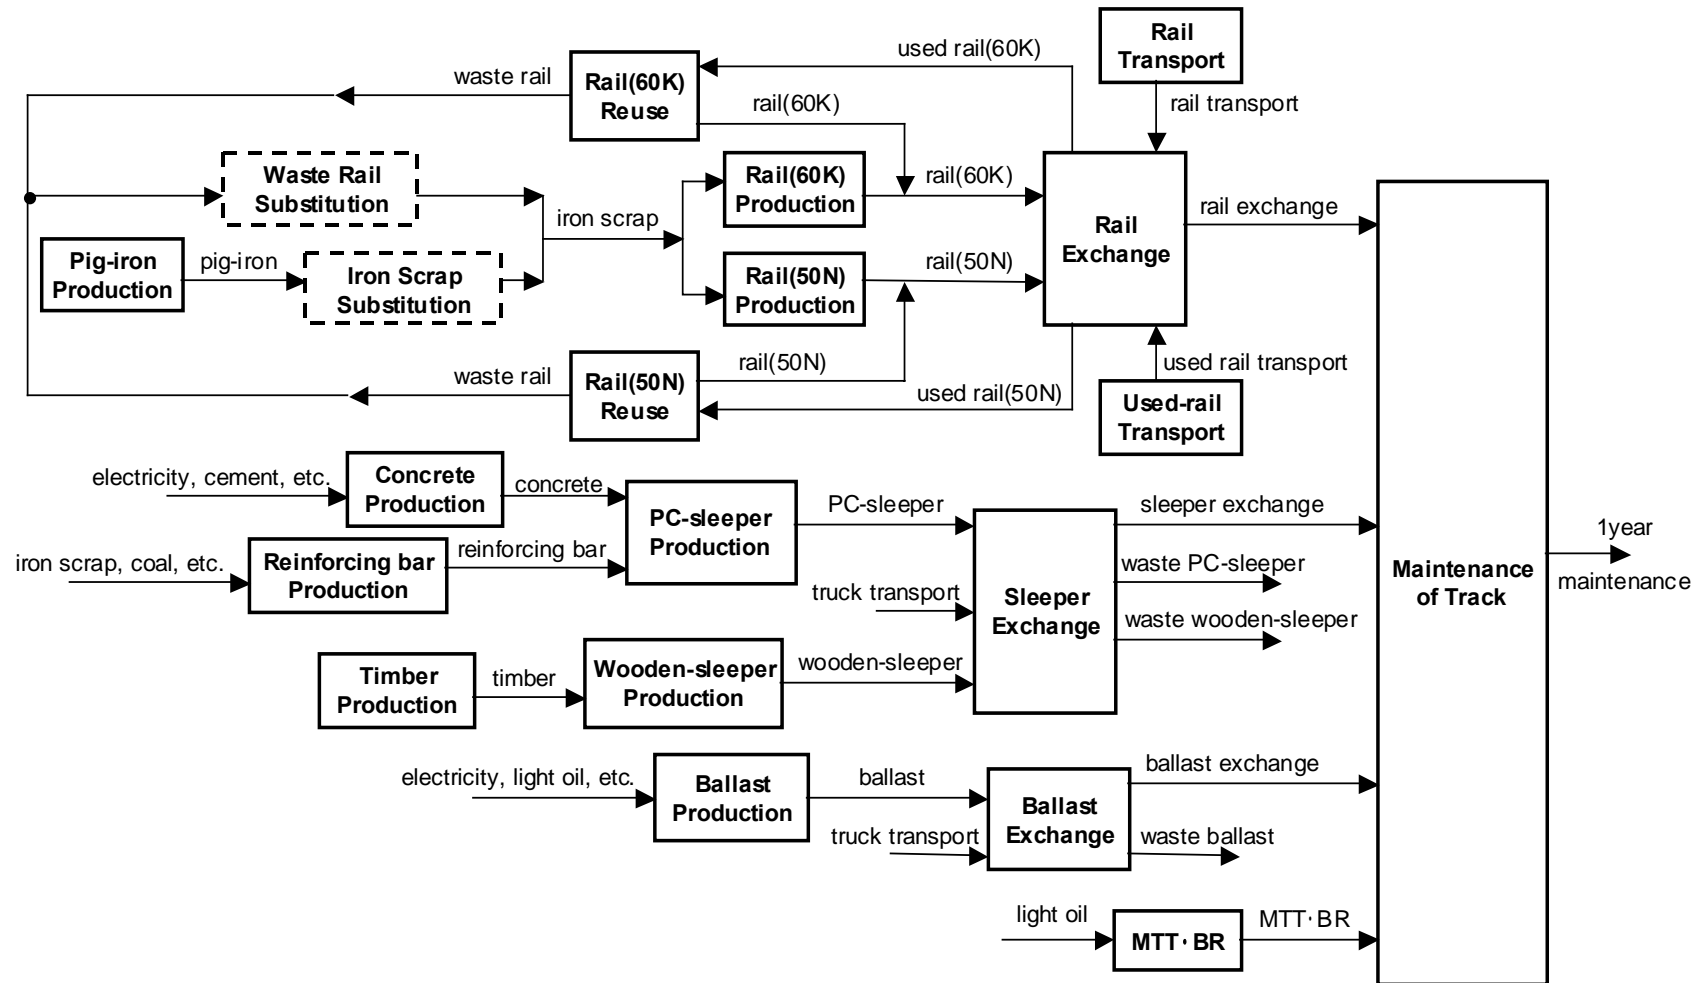 used rail(60K)
Rail
Transport
waste rail
Rail(60K)
Reuse
rail(60K)
rail transport
Waste Rail
Substitution
Rail(60K)
Production
rail(60K)
iron scrap
Rail
Exchange
rail exchange
Pig-iron
Production
pig-iron
Iron Scrap
Substitution
Rail(50N)
Production
rail(50N)
waste rail
Rail(50N)
Reuse
rail(50N)
used rail(50N)
used rail transport
Used-rail
Transport
electricity, cement, etc.
Concrete
Production
concrete
iron scrap, coal, etc.
Reinforcing bar
Production
reinforcing bar
PC-sleeper
Production
PC-sleeper
truck transport
Sleeper
Exchange
sleeper exchange
waste PC-sleeper
waste wooden-sleeper
Timber
Production
timber
Wooden-sleeper
Production
wooden-sleeper
Maintenance
of Track
1year
maintenance
electricity, light oil, etc.
Ballast
Production
ballast
truck transport
Ballast
Exchange
ballast exchange
waste ballast
light oil
MTT·BR
MTT·BR